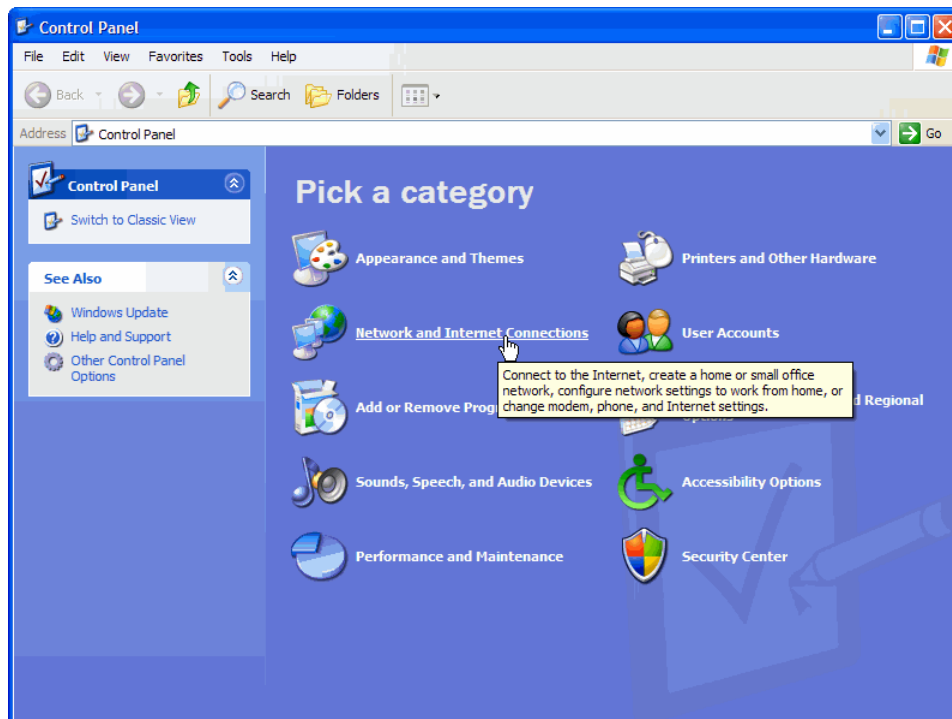 Control Panel
File Edit View Favorites Tools Help
Back Search Folders
Address Control Panel Go
Control Panel
Switch to Classic View
See Also
Windows Update
Help and Support
Other Control Panel
Options
Pick a category
Appearance and Themes
Printers and Other Hardware
Network and Internet Connections
User Accounts
Connect to the Internet, create a home or small office
network, configure network settings to work from home, or
change modem, phone, and Internet settings.
Add or Remove
Regional
Sounds, Speech, and Audio Devices
Accessibility Options
Performance and Maintenance
Security Center